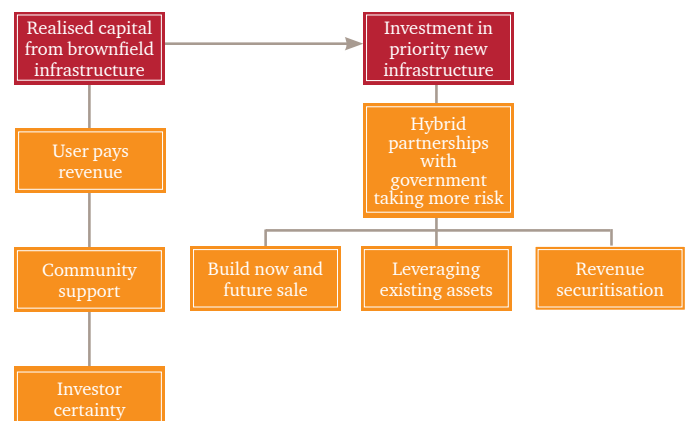 Realised capital
from brownfield
infrastructure
Investment in
priority new
infrastructure
User pays
revenue
Hybrid
partnerships
with
government
taking more risk
Community
support
Build now and
future sale
Leveraging
existing assets
Revenue
securitisation
Investor
certainty